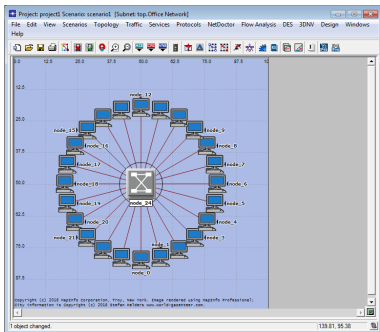 Project: project1 Scenario: scenario1 [Subnet: top.Office Network]
File Edit View Scenarios Topology Traffic Services Protocols NetDoctor Flow Analysis DES 3DNV Design Windows
Help
0.0 12.5 25.0 37.5 50.0 62.5 75.0 87.5 10
12.5
node_12
25.0
node_15 node_9
node_16 node_8
37.5
node_17 node_7
50.0 node_18 node_6
node_19 node_5
node_24
62.5
node_20 node_4
node_21 node_3
75.0
node_1
node_0
87.5
Copyright (c) 2010 MapInfo Corporation, Troy, New York. Image rendered using MapInfo Professional;
City information is Copyright (c) 2010 Stefan Helders www.world-gazetteer.com.
1 object changed. 139.81, 95.38